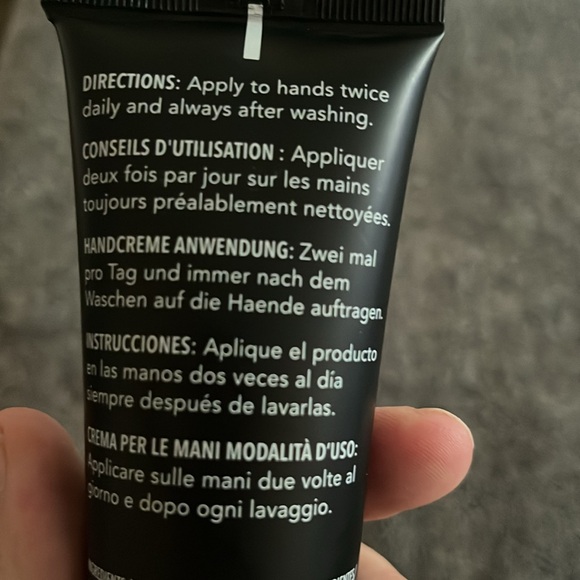 DIRECTIONS: Apply to hands twice
daily and always after washing.
CONSEILS D'UTILISATION : Appliquer
deux fois par jour sur les mains
toujours préalablement nettoyées.
HANDCREME ANWENDUNG: Zwei mal
pro Tag und immer nach dem
Waschen auf die Haende auftragen.
INSTRUCCIONES: Aplique el producto
en las manos dos veces al día
siempre después de lavarlas.
CREMA PER LE MANI MODALITÀ D'USO:
Applicare sulle mani due volte al
giorno e dopo ogni lavaggio.